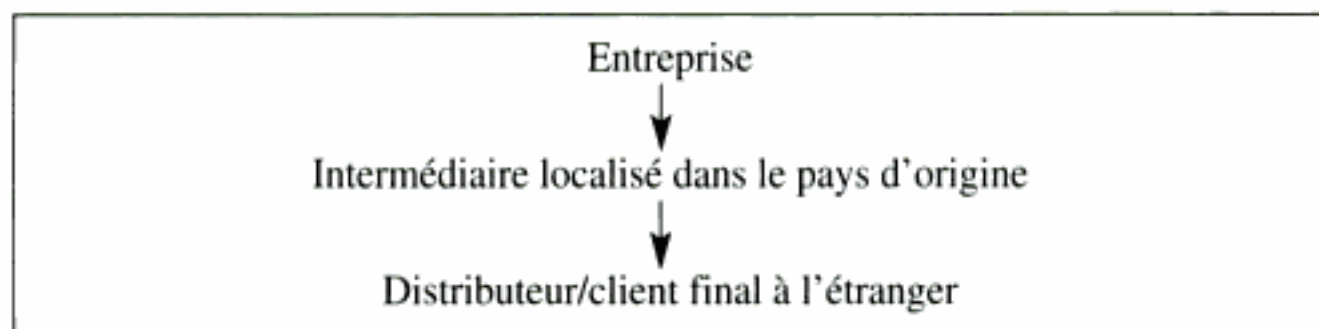 Entreprise
Intermédiaire localisé dans le pays d'origine
Distributeur/client final à l'étranger